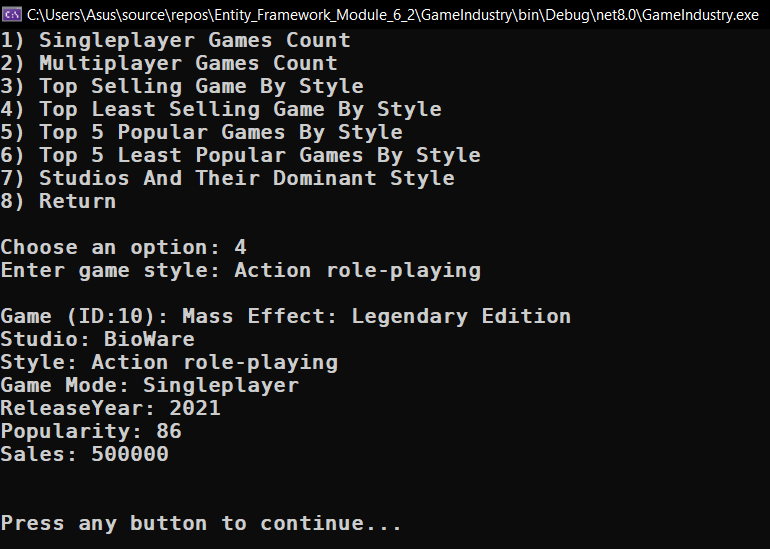 C:\Users\Asus\source\repos\Entity_Framework_Module_6_2\GameIndustry\bin\Debug\net8.0\GameIndustry.exe
1) Singleplayer Games Count
2) Multiplayer Games Count
3) Top Selling Game By Style
4) Top Least Selling Game By Style
5) Top 5 Popular Games By Style
6) Top 5 Least Popular Games By Style
7) Studios And Their Dominant Style
8) Return
Choose an option: 4
Enter game style: Action role-playing
Game (ID:10): Mass Effect: Legendary Edition
Studio: BioWare
Style: Action role-playing
Game Mode: Singleplayer
ReleaseYear: 2021
Popularity: 86
Sales: 500000
Press any button to continue...